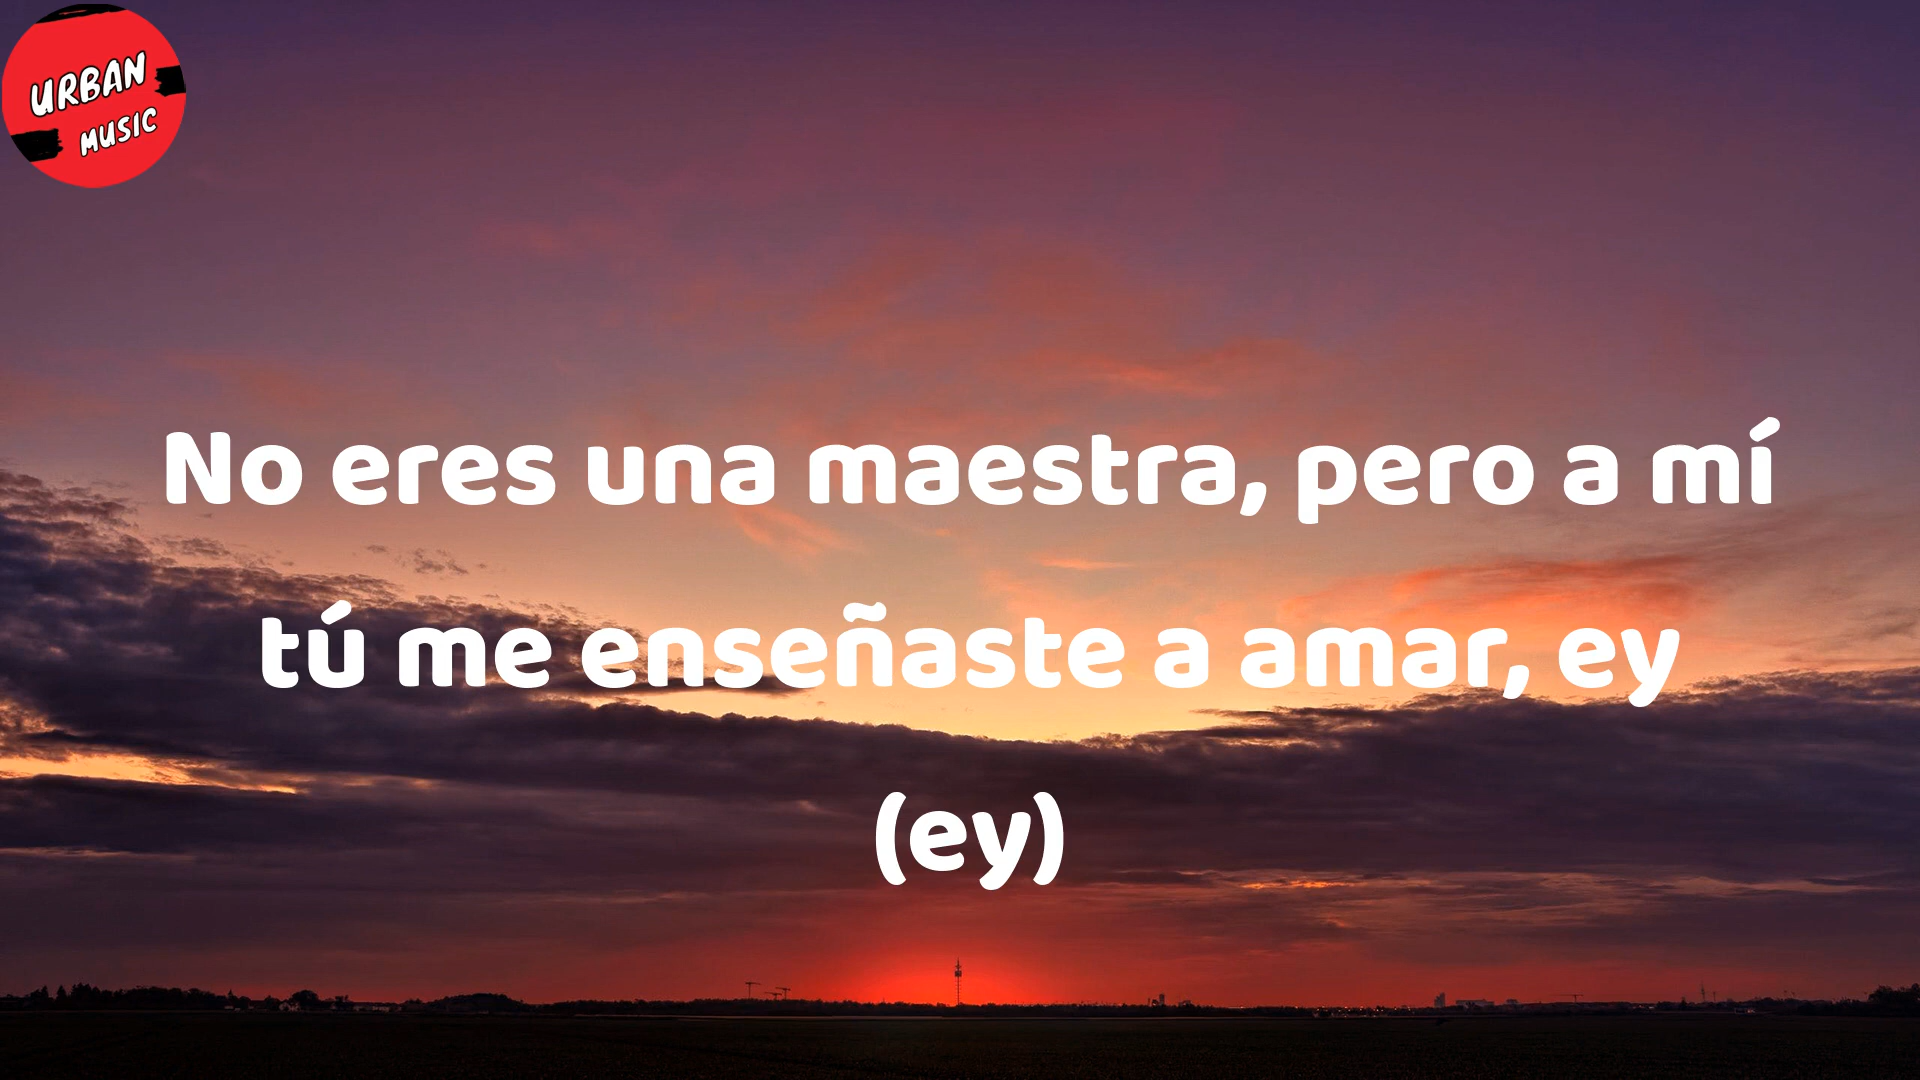 URBAN
MUSIC
No eres una maestra, pero a mí
tú me enseñaste a amar, ey
(ey)